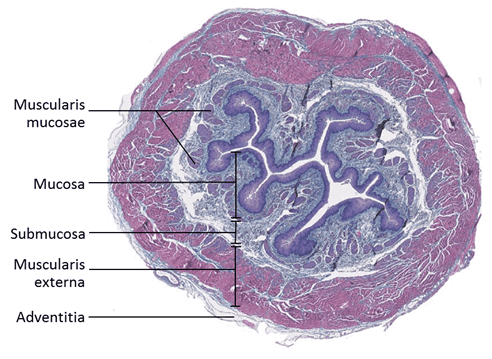 Muscularis
mucosae
Mucosa
Submucosa
Muscularis
externa
Adventitia